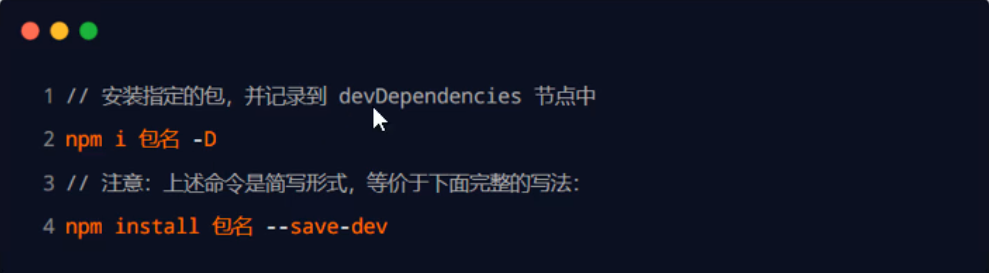 1 // 安装指定的包，并记录到 devDependencies 节点中
2 npm i 包名 -D
3 // 注意：上述命令是简写形式，等价于下面完整的写法：
4 npm install 包名 --save-dev